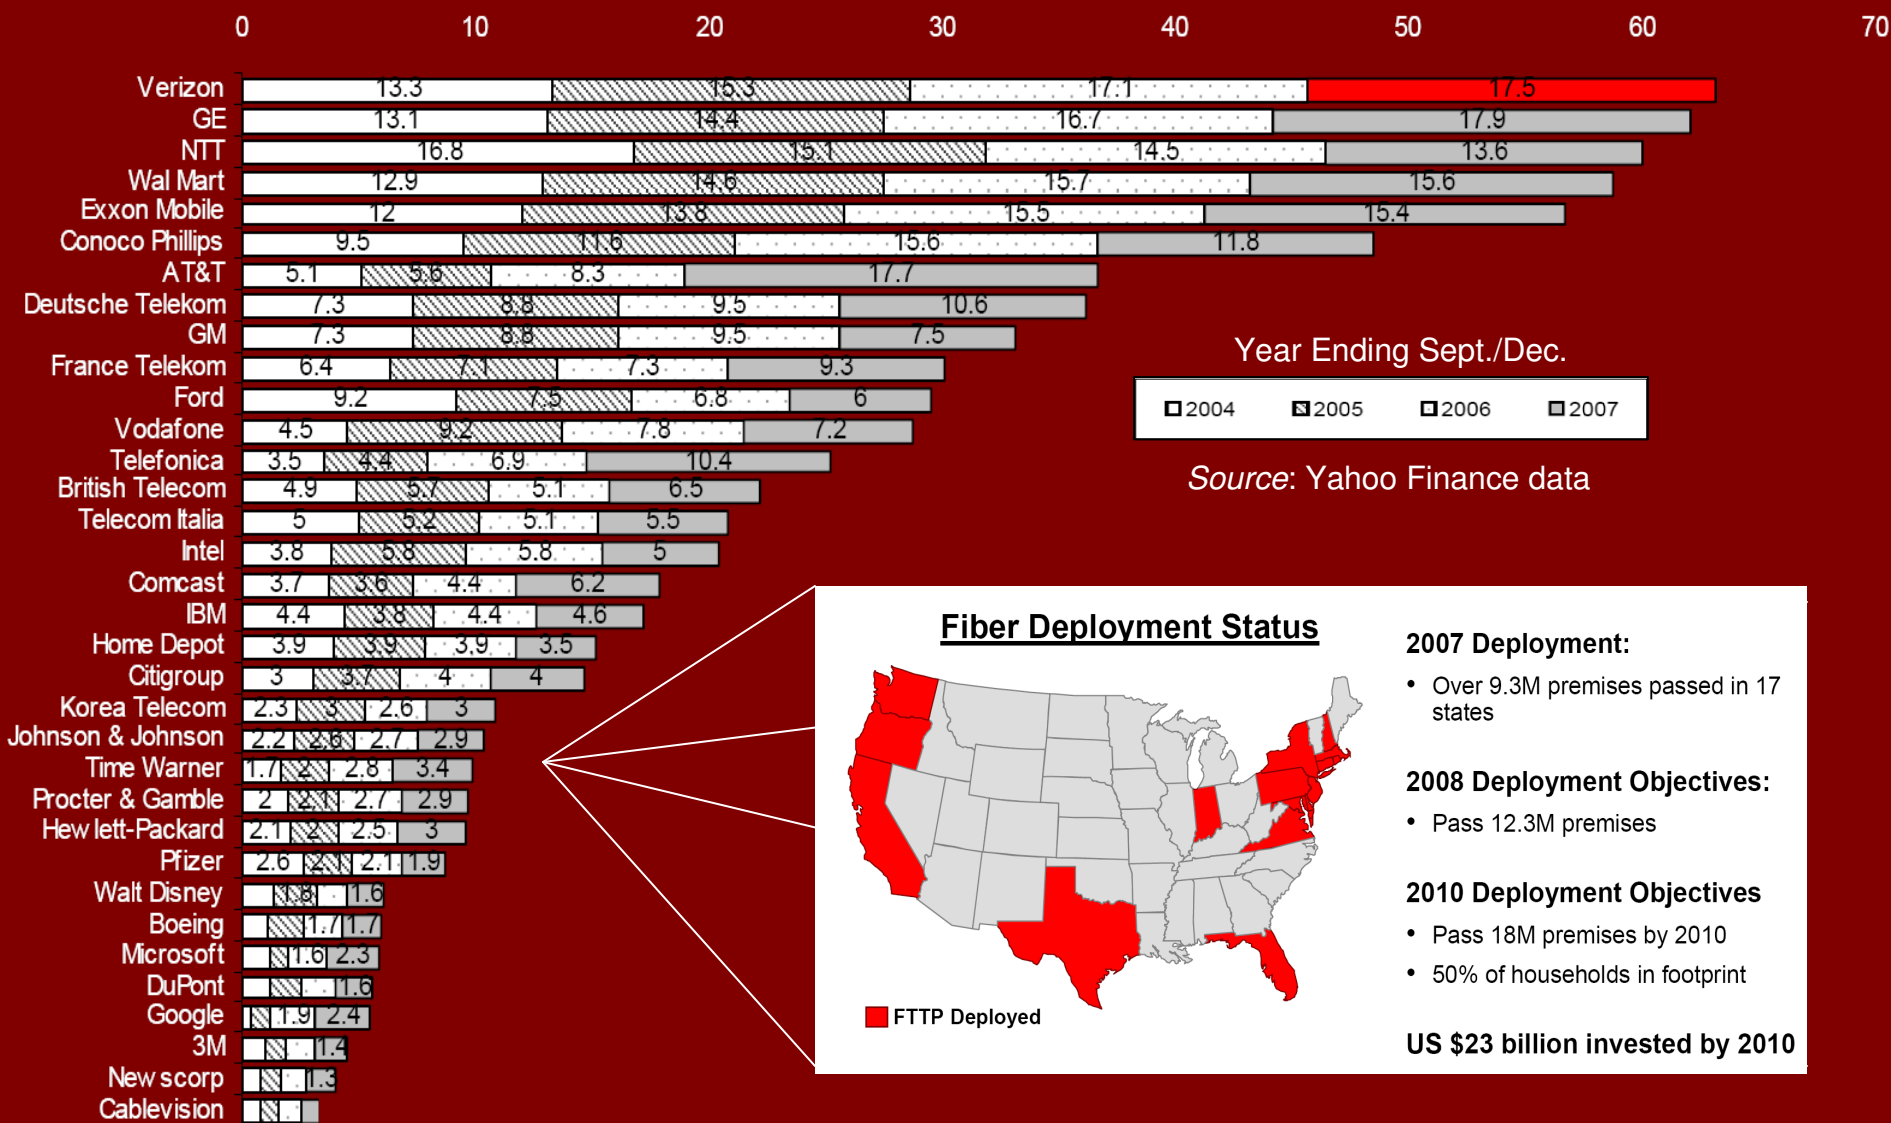 0 10 20 30 40 50 60 70
Verizon 13.3 15.3 17.1 17.5
GE 13.1 14.4 16.7 17.9
NTT 16.8 15.1 14.5 13.6
Wal Mart 12.9 14.6 15.7 15.6
Exxon Mobile 12 13.8 15.5 15.4
Conoco Phillips 9.5 11.6 15.6 11.8
AT&T 5.1 5.6 8.3 17.7
Deutsche Telekom 7.3 8.8 9.5 10.6
GM 7.3 8.8 9.5 7.5
France Telekom 6.4 7.1 7.3 9.3
Ford 9.2 7.5 6.8 6
Vodafone 4.5 9.2 7.8 7.2
Telefonica 3.5 4.4 6.9 10.4
British Telecom 4.9 5.7 5.1 6.5
Telecom Italia 5 5.2 5.1 5.5
Intel 3.8 5.8 5.8 5
Comcast 3.7 3.6 4.4 6.2
IBM 4.4 3.8 4.4 4.6
Home Depot 3.9 3.9 3.9 3.5
Citigroup 3 3.7 4 4
Korea Telecom 2.3 3 2.6 3
Johnson & Johnson 2.2 2.6 2.7 2.9
Time Warner 1.7 2 2.8 3.4
Procter & Gamble 2 2.1 2.7 2.9
Hewlett-Packard 2.1 2 2.5 3
Pfizer 2.6 2.1 2.1 1.9
Walt Disney 1.8 1.6
Boeing 1.7 1.7
Microsoft 1.6 2.3
DuPont 1.6
Google 1.9 2.4
3M 1.4
Newscorp 1.3
Cablevision
Year Ending Sept./Dec.
2004 2005 2006 2007
Source: Yahoo Finance data
Fiber Deployment Status
FTTP Deployed
2007 Deployment:
• Over 9.3M premises passed in 17
states
2008 Deployment Objectives:
• Pass 12.3M premises
2010 Deployment Objectives
• Pass 18M premises by 2010
• 50% of households in footprint
US $23 billion invested by 2010